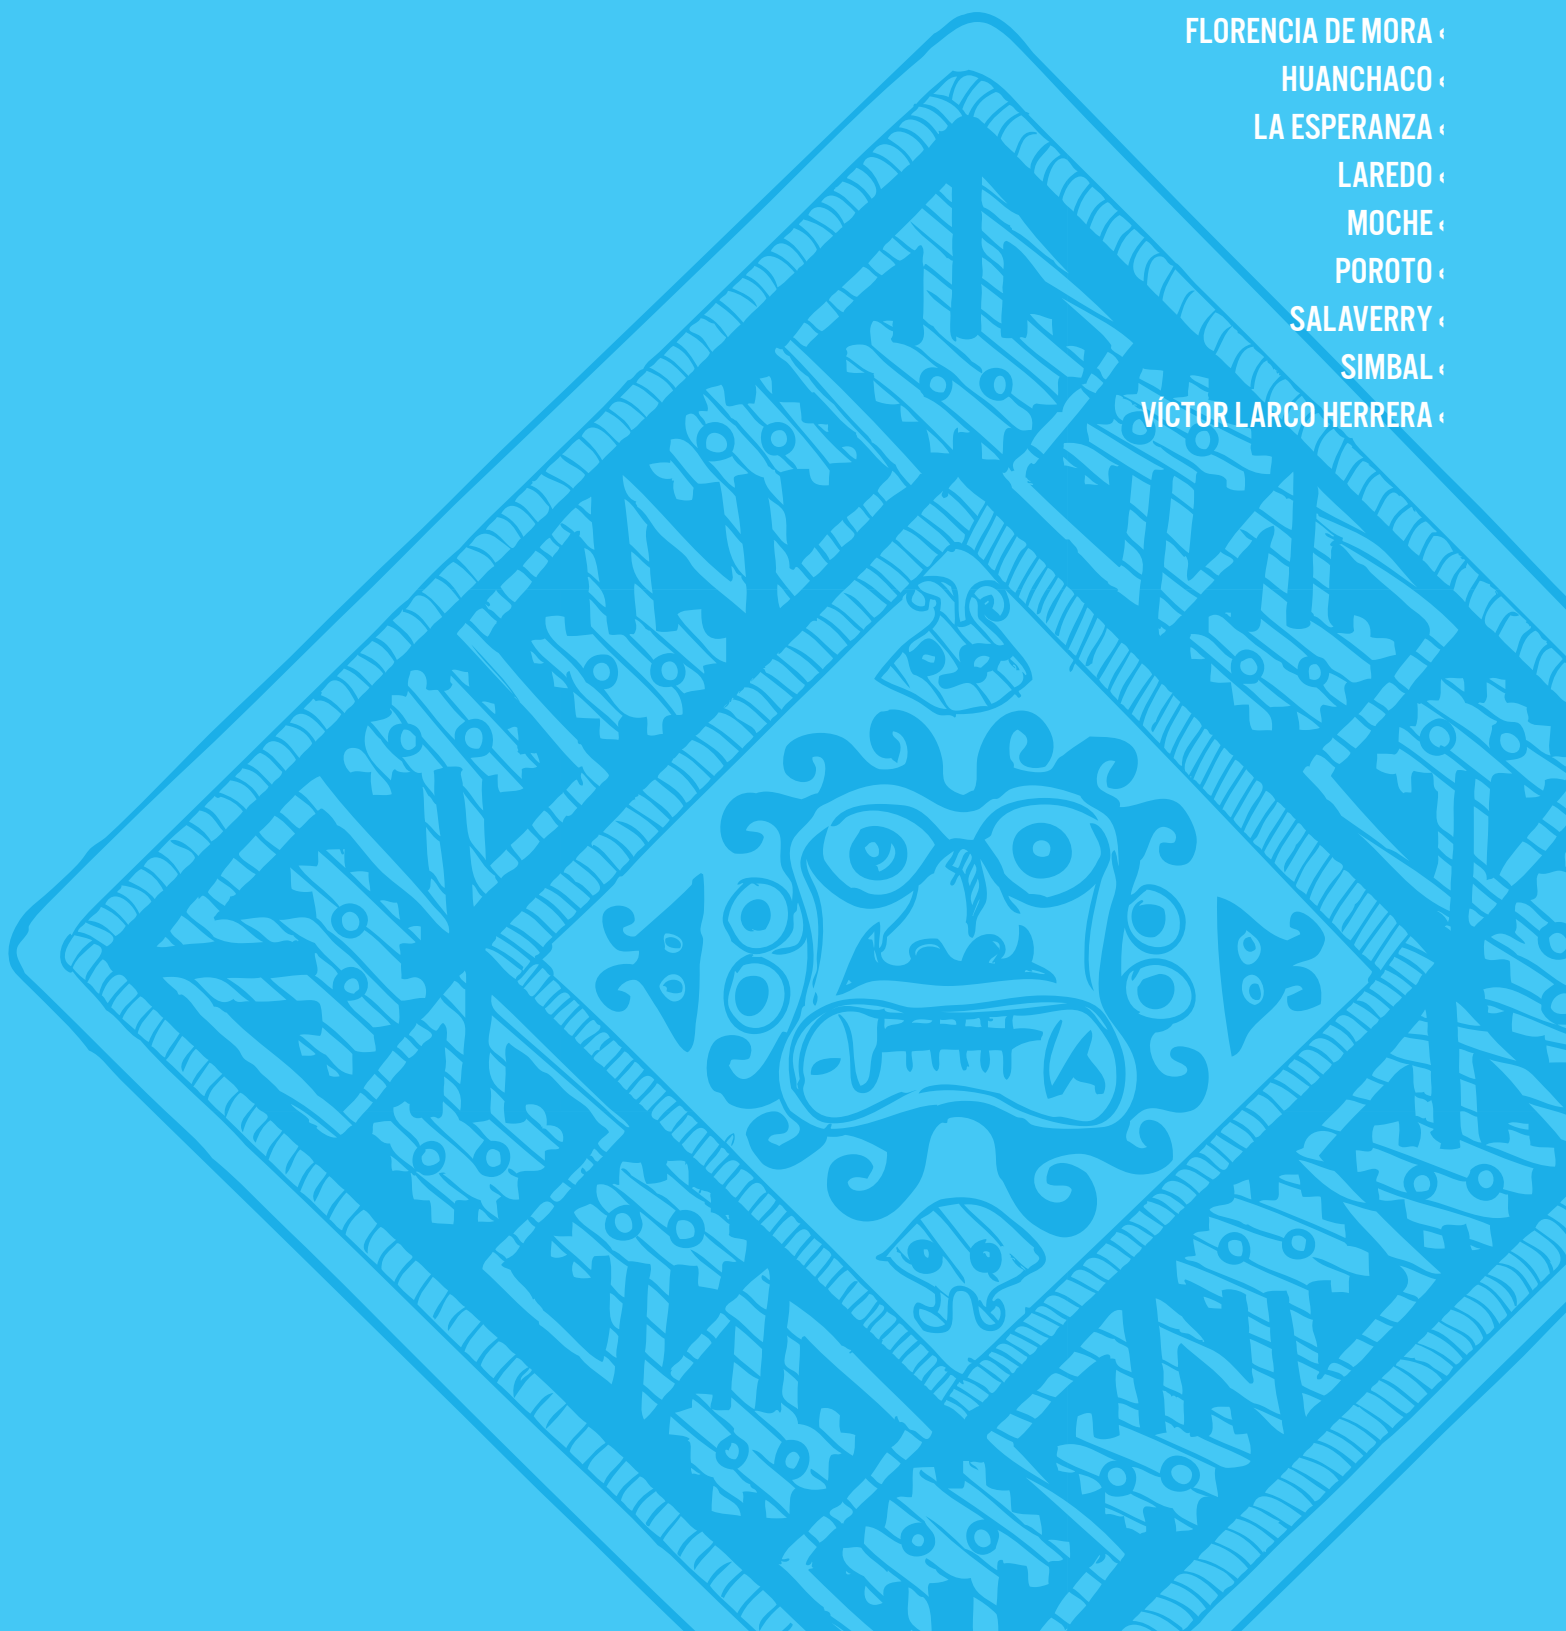 FLORENCIA DE MORA ‹
HUANCHACO ‹
LA ESPERANZA ‹
LAREDO ‹
MOCHE ‹
POROTO ‹
SALAVERRY ‹
SIMBAL ‹
VÍCTOR LARCO HERRERA ‹